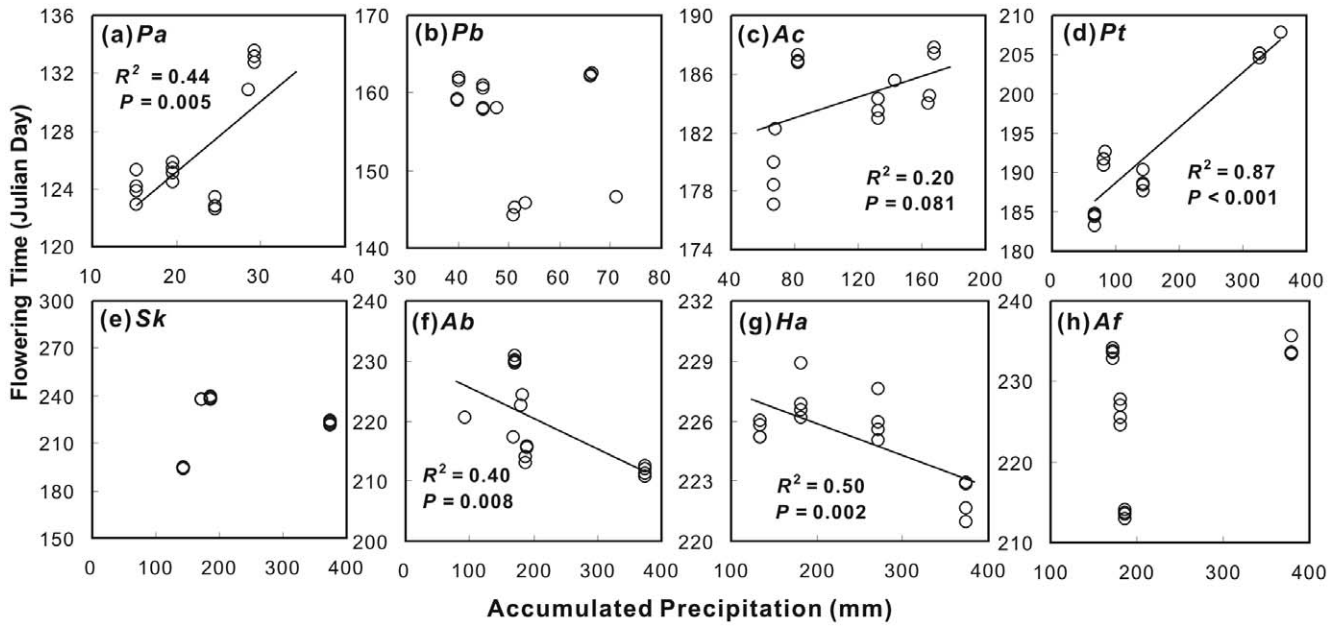 Flowering Time (Julian Day)
(a) Pa
R² = 0.44
P = 0.005
136
132
128
124
120
10 20 30 40
(b) Pb
170
160
150
140
30 40 50 60 70 80
(c) Ac
R² = 0.20
P = 0.081
190
186
182
178
174
40 80 120 160 200
(d) Pt
R² = 0.87
P < 0.001
210
205
200
195
190
185
180
0 100 200 300 400
(e) Sk
300
270
240
210
180
150
0 100 200 300 400
(f) Ab
R² = 0.40
P = 0.008
240
230
220
210
200
0 100 200 300 400
(g) Ha
R² = 0.50
P = 0.002
232
229
226
223
220
100 200 300 400
(h) Af
240
230
220
210
100 200 300 400
Accumulated Precipitation (mm)